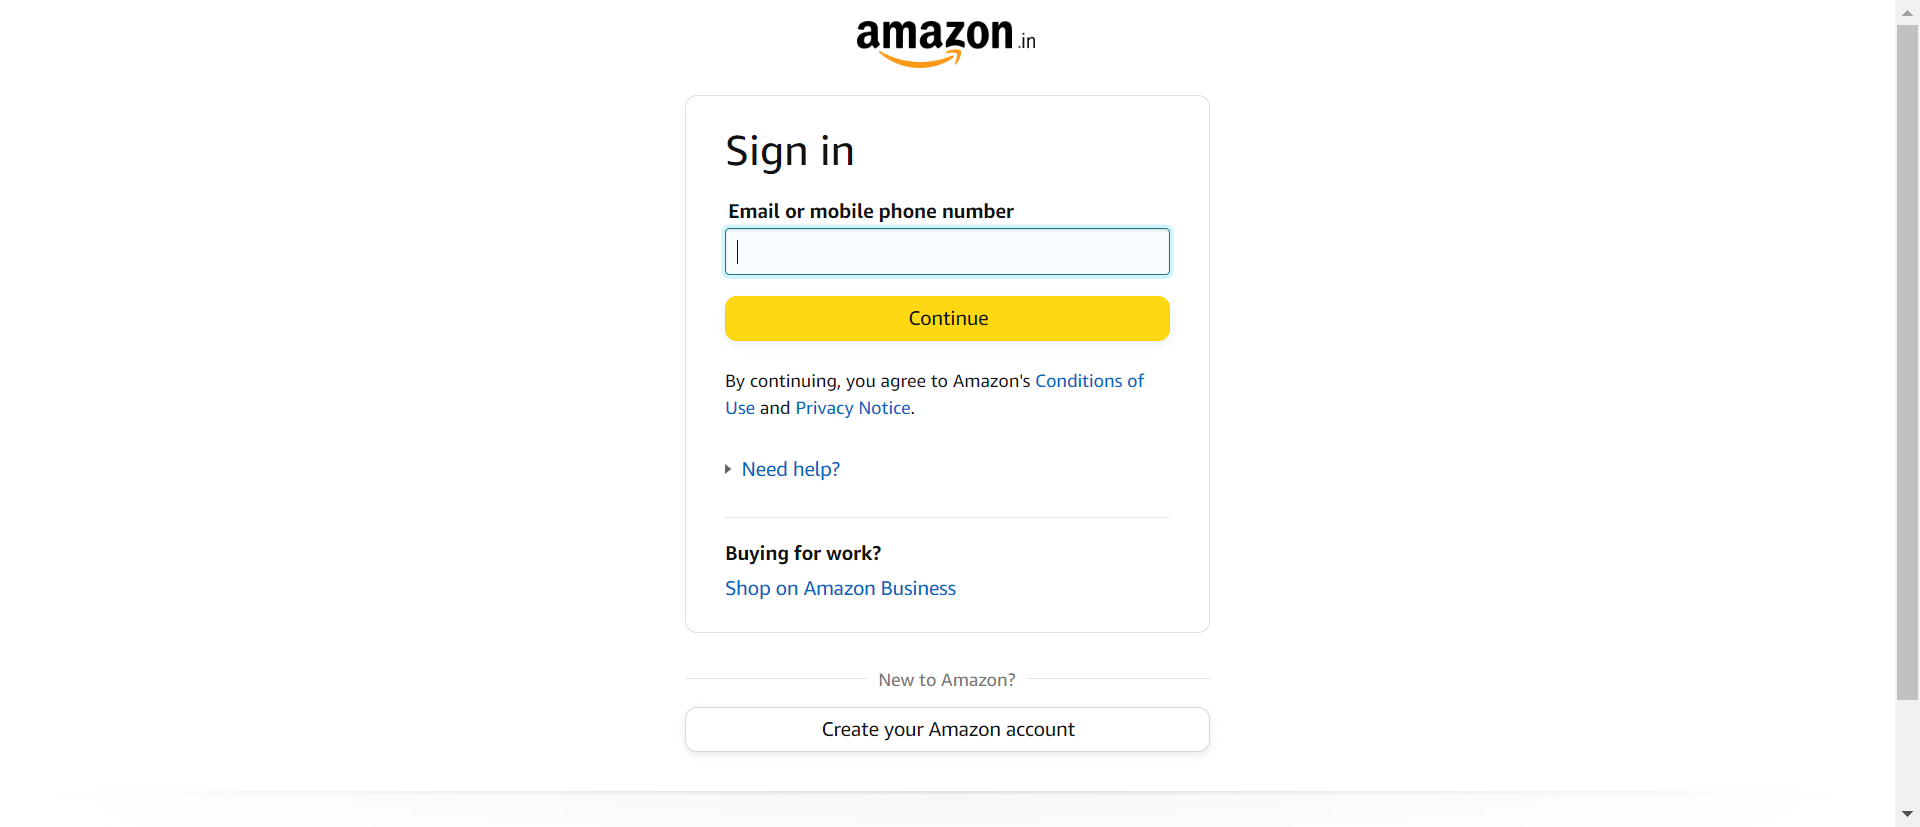 amazon.in
Sign in
Email or mobile phone number
Continue
By continuing, you agree to Amazon's Conditions of
Use and Privacy Notice.
Need help?
Buying for work?
Shop on Amazon Business
New to Amazon?
Create your Amazon account